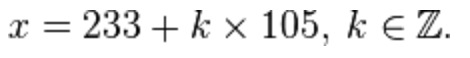 x = 233 + k × 105, k ∈ ℤ.